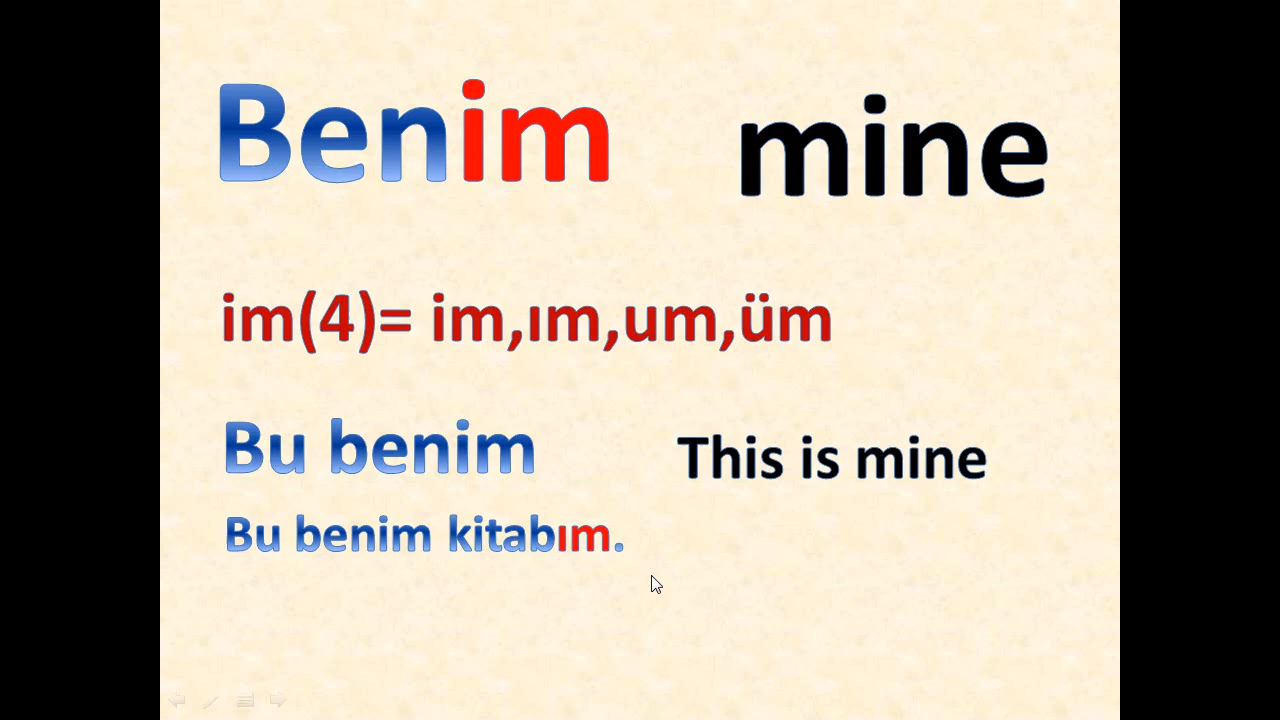 Benim mine
im(4)= im,ım,um,üm
Bu benim This is mine
Bu benim kitabım.